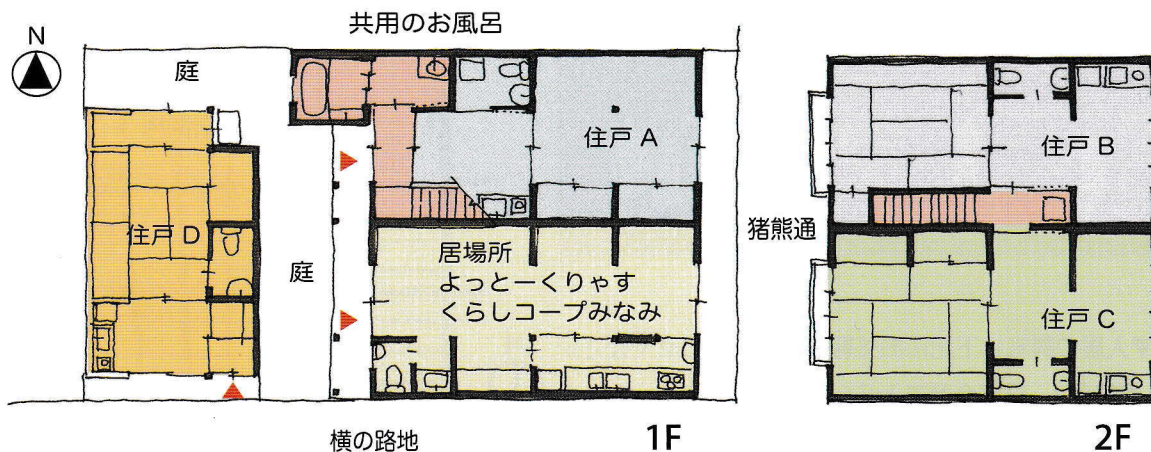 共用のお風呂
N
庭
住戸 A
住戸 B
猪熊通
住戸 D
庭
居場所
よっとーくりゃす
くらしコープみなみ
住戸 C
横の路地
1F
2F